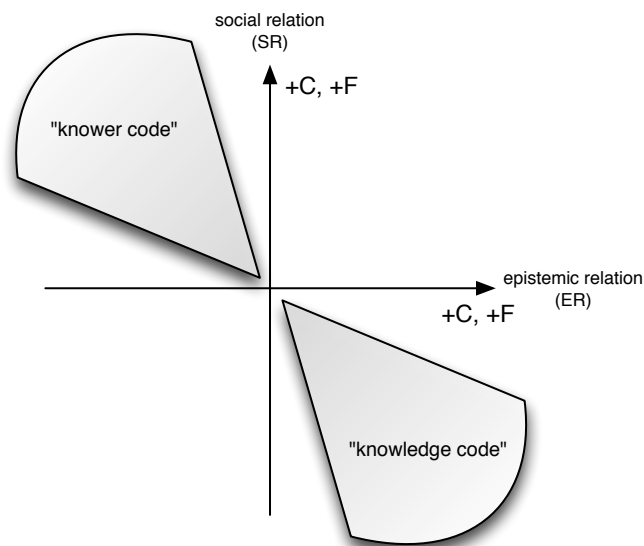 social relation
(SR)
+C, +F
"knower code"
epistemic relation
(ER)
+C, +F
"knowledge code"